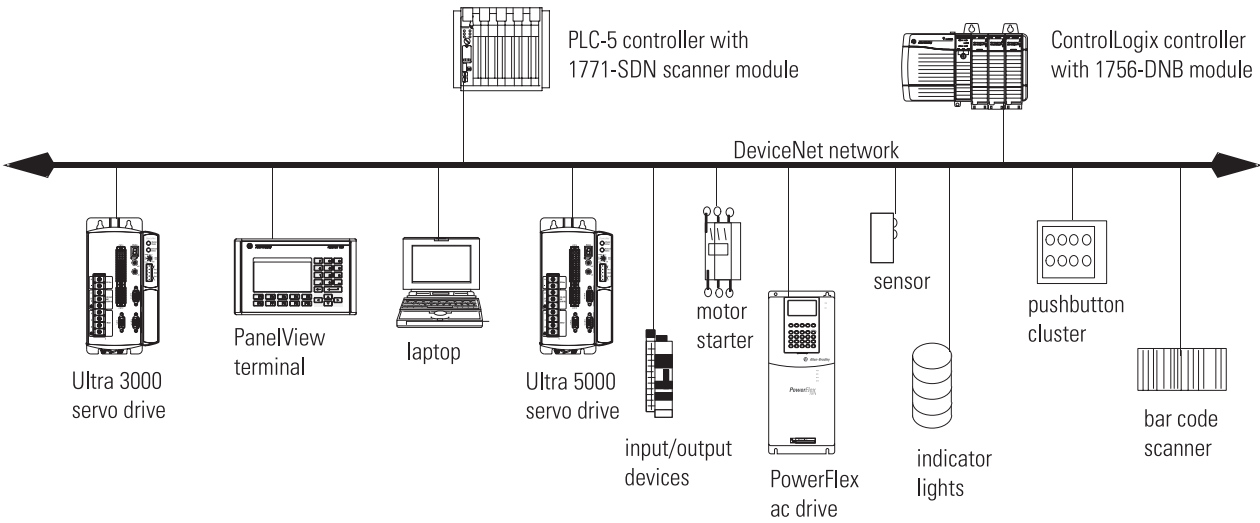 PLC-5 controller with
1771-SDN scanner module
ControlLogix controller
with 1756-DNB module
DeviceNet network
Ultra 3000
servo drive
PanelView
terminal
laptop
Ultra 5000
servo drive
input/output
devices
motor
starter
PowerFlex
PowerFlex
ac drive
sensor
indicator
lights
pushbutton
cluster
bar code
scanner